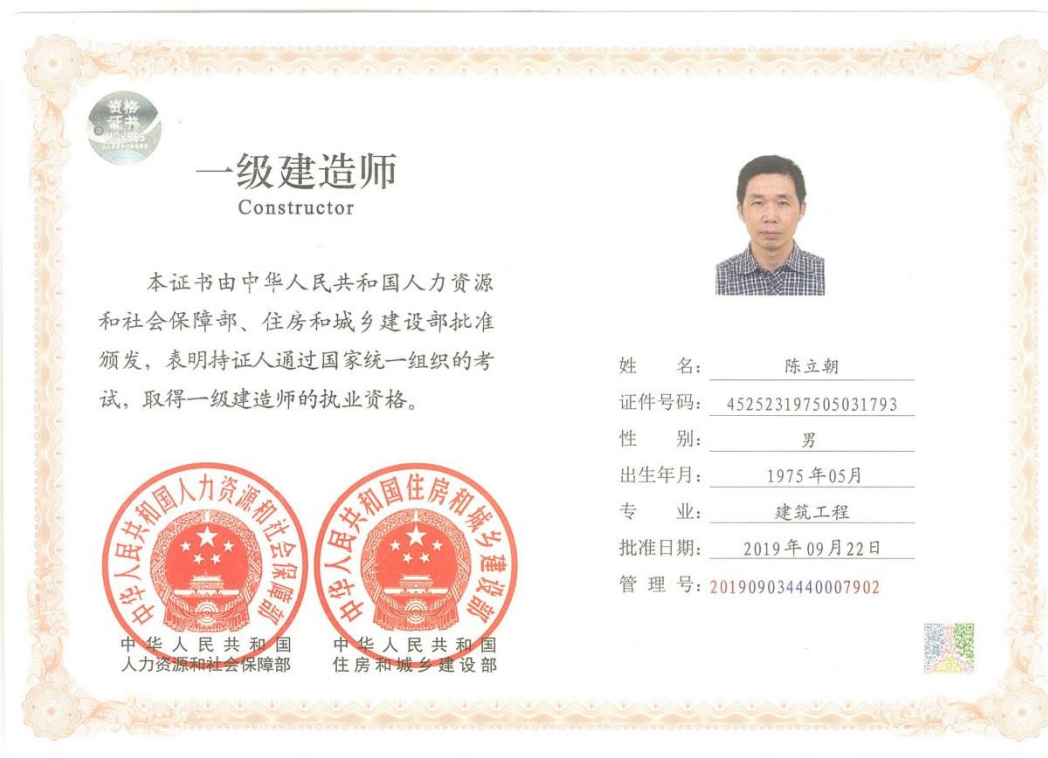 资格
证书
MOHRSS
一级建造师
Constructor
本证书由中华人民共和国人力资源
和社会保障部、住房和城乡建设部批准
颁发，表明持证人通过国家统一组织的考
试，取得一级建造师的执业资格。
中华人民共和国人力资源和社会保障部
中华人民共和国住房和城乡建设部
中华人民共和国
人力资源和社会保障部
中华人民共和国
住房和城乡建设部
姓 名： 陈立朝
证件号码： 452523197505031793
性 别： 男
出生年月： 1975年05月
专 业： 建筑工程
批准日期： 2019年09月22日
管 理 号： 201909034440007902